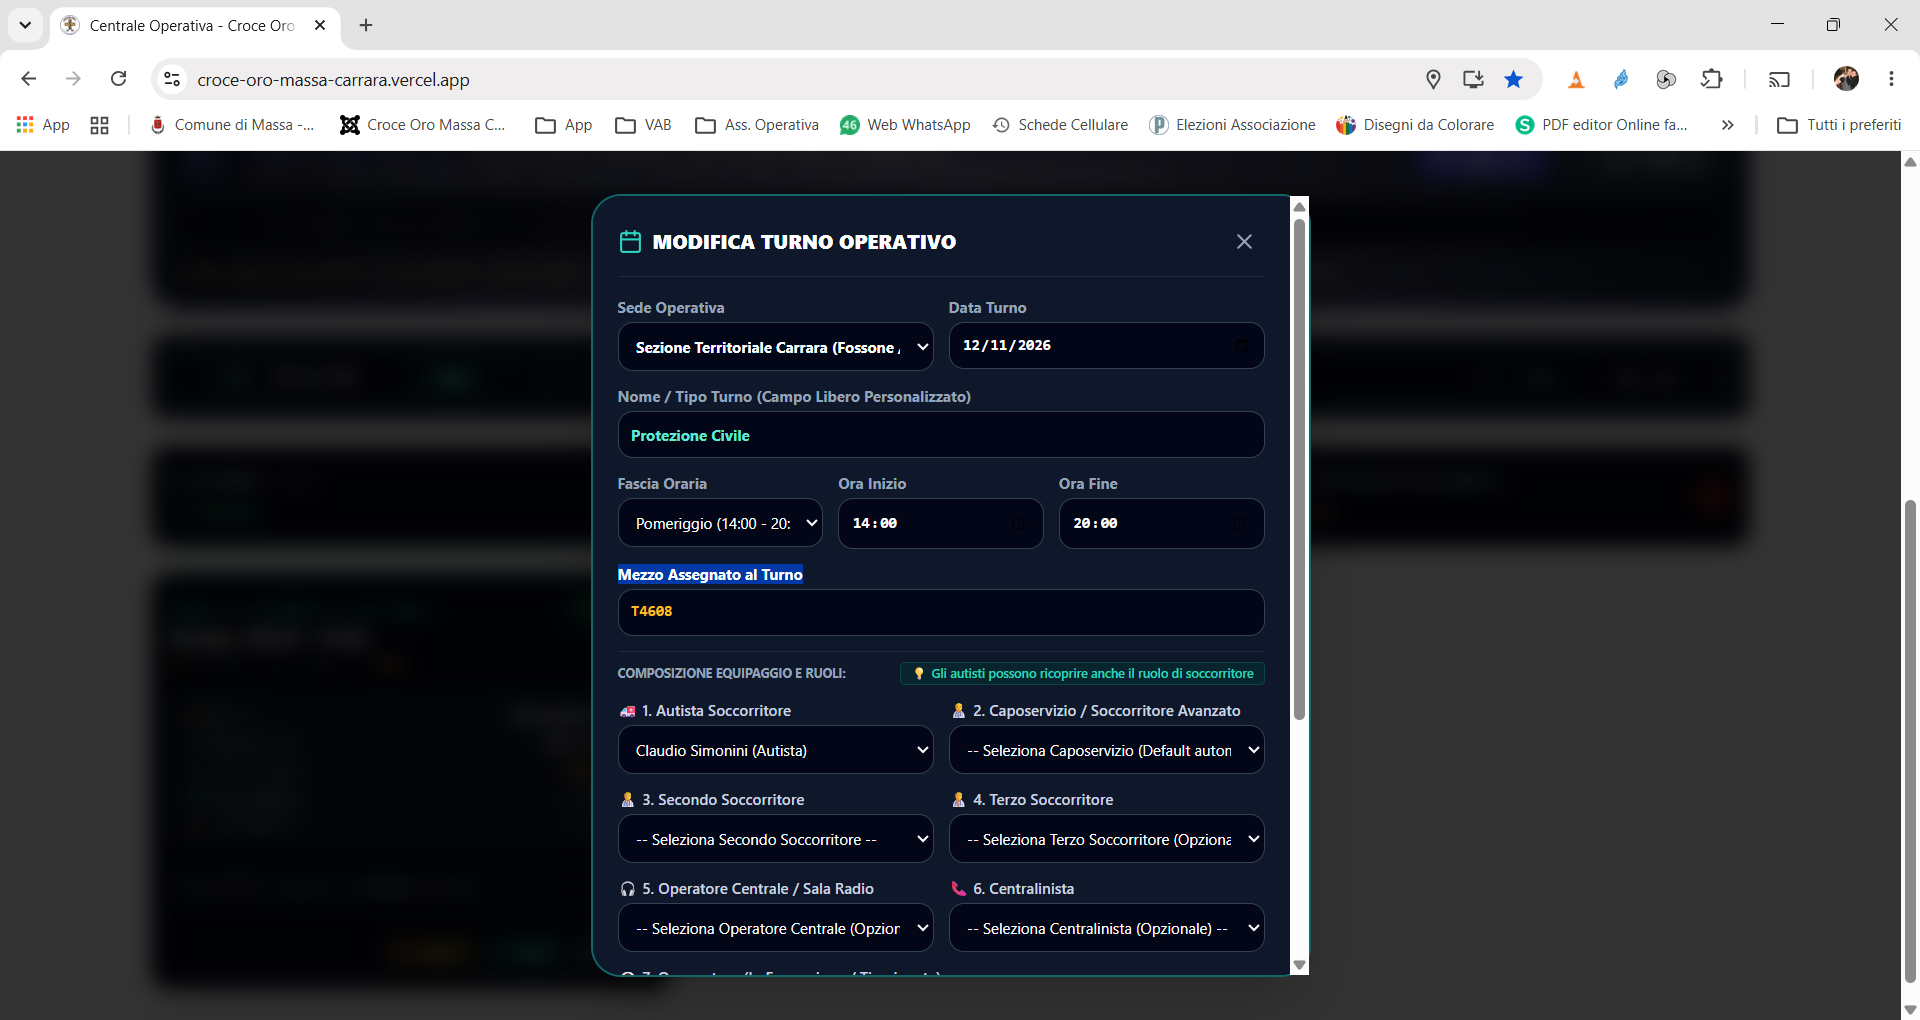 Centrale Operativa - Croce Oro
croce-oro-massa-carrara.vercel.app
App
Comune di Massa -...
Croce Oro Massa C...
App
VAB
Ass. Operativa
46
Web WhatsApp
Schede Cellulare
Elezioni Associazione
Disegni da Colorare
PDF editor Online fa...
Tutti i preferiti
MODIFICA TURNO OPERATIVO
Sede Operativa
Data Turno
Sezione Territoriale Carrara (Fossone /
12/11/2026
Nome / Tipo Turno (Campo Libero Personalizzato)
Protezione Civile
Fascia Oraria
Ora Inizio
Ora Fine
Pomeriggio (14:00 - 20:
14:00
20:00
Mezzo Assegnato al Turno
T4608
COMPOSIZIONE EQUIPAGGIO E RUOLI:
Gli autisti possono ricoprire anche il ruolo di soccorritore
1. Autista Soccorritore
2. Caposervizio / Soccorritore Avanzato
Claudio Simonini (Autista)
-- Seleziona Caposervizio (Default auton
3. Secondo Soccorritore
4. Terzo Soccorritore
-- Seleziona Secondo Soccorritore --
-- Seleziona Terzo Soccorritore (Opziona
5. Operatore Centrale / Sala Radio
6. Centralinista
-- Seleziona Operatore Centrale (Opzion
-- Seleziona Centralinista (Opzionale) --